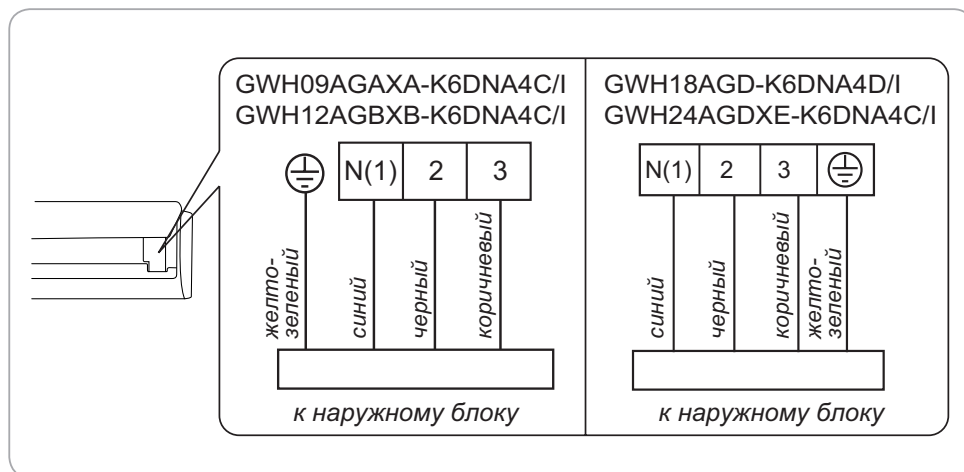 GWH09AGAXA-K6DNA4C/I
GWH12AGBXB-K6DNA4C/I
N(1) 2 3
желто-
зеленый
синий
черный
коричневый
к наружному блоку
GWH18AGD-K6DNA4D/I
GWH24AGDXE-K6DNA4C/I
N(1) 2 3
синий
черный
коричневый
желто-
зеленый
к наружному блоку